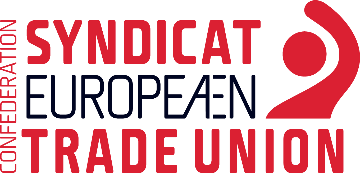 CONFEDERATION
SYNDICAT
EUROPEÆN
TRADE UNION